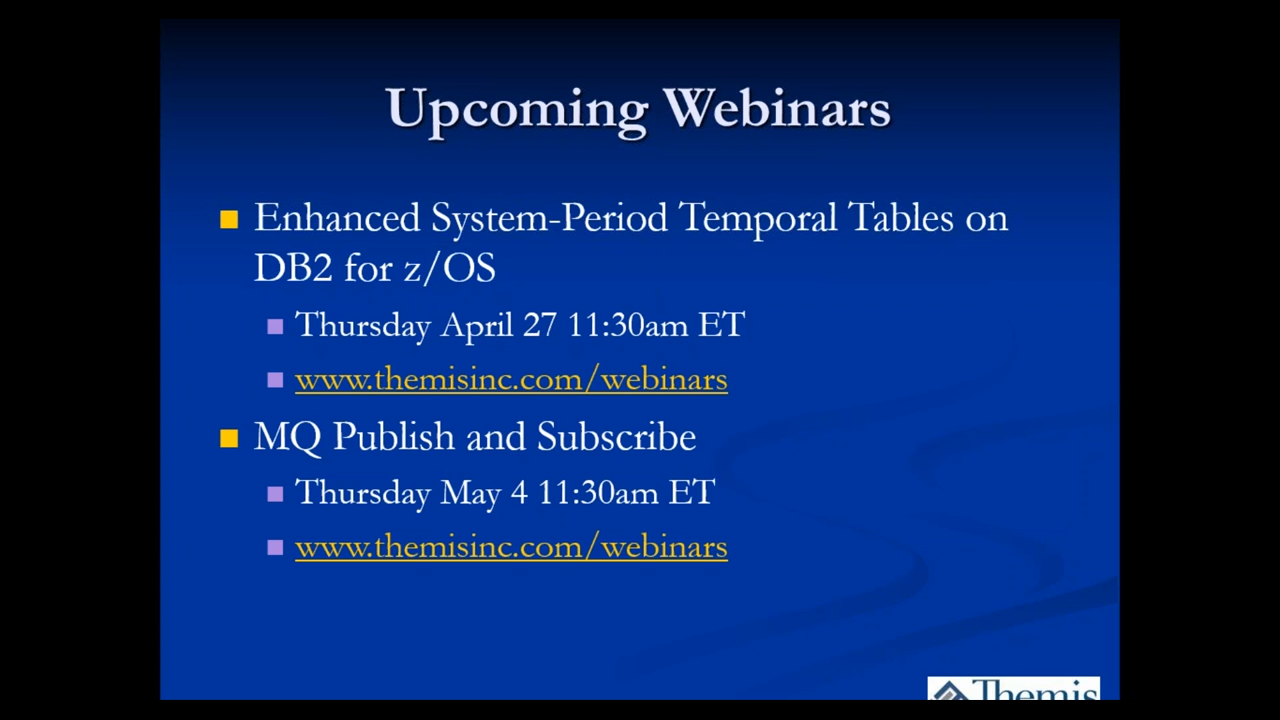 Upcoming Webinars
Enhanced System-Period Temporal Tables on
DB2 for z/OS
Thursday April 27 11:30am ET
www.themisinc.com/webinars
MQ Publish and Subscribe
Thursday May 4 11:30am ET
www.themisinc.com/webinars
Themis